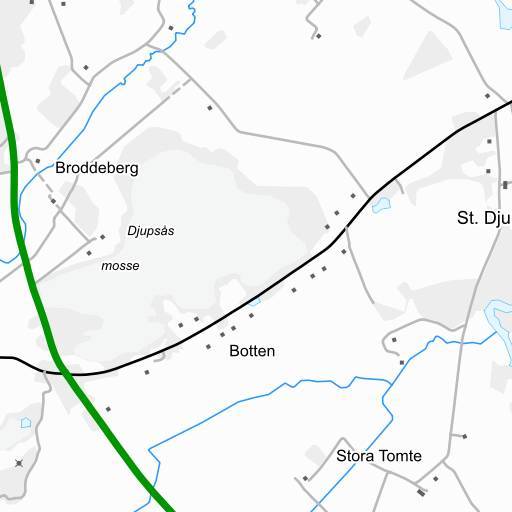 Broddeberg
St. Dju
Djupsås
mosse
Botten
Stora Tomte